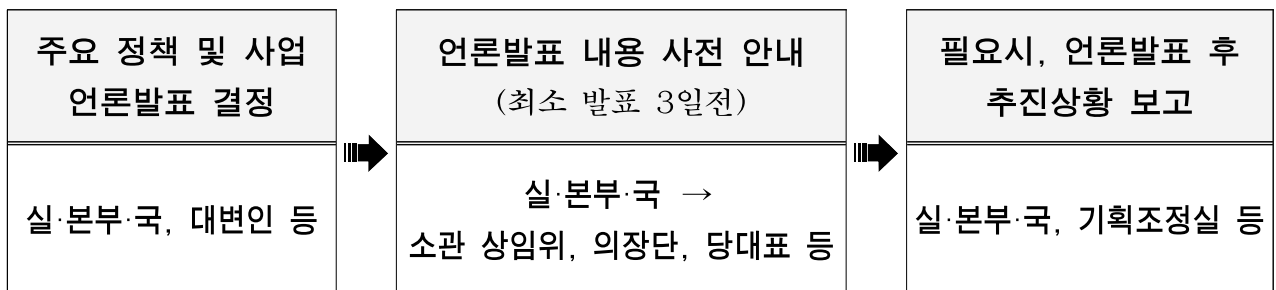 주요 정책 및 사업
언론발표 결정
실·본부·국, 대변인 등
언론발표 내용 사전 안내
(최소 발표 3일전)
실·본부·국 →
소관 상임위, 의장단, 당대표 등
필요시, 언론발표 후
추진상황 보고
실·본부·국, 기획조정실 등